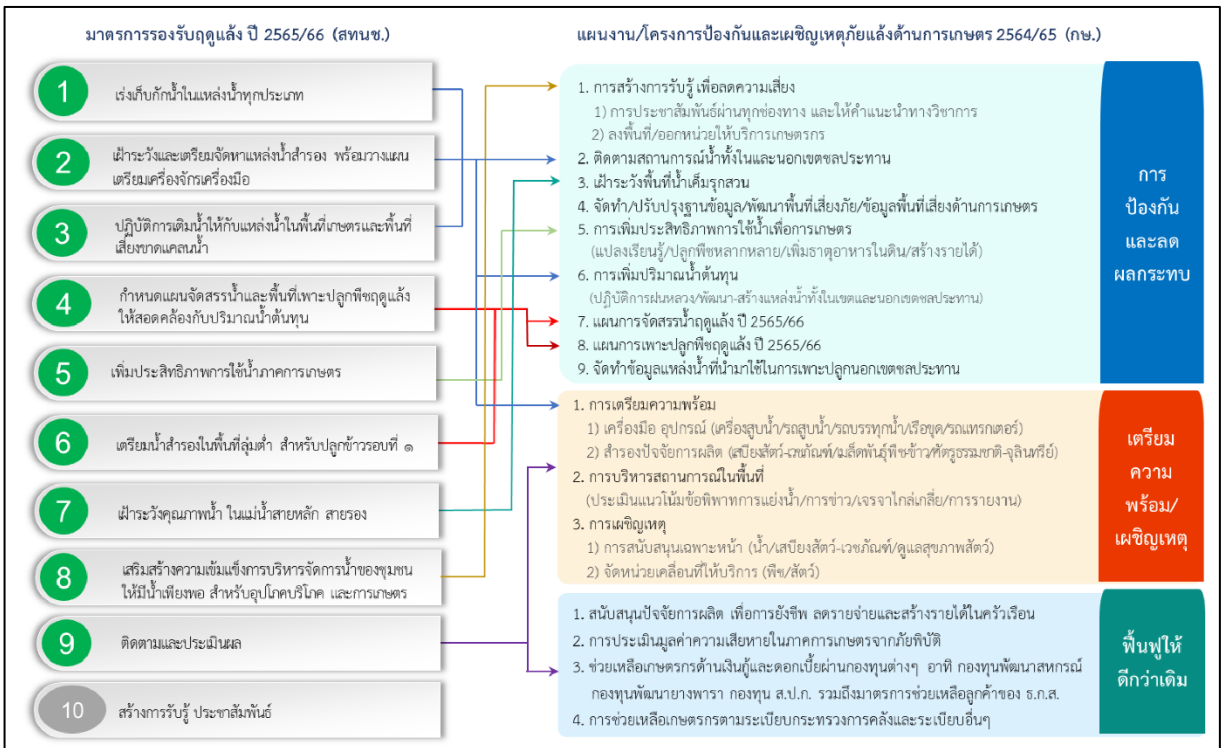 มาตรการรองรับฤดูแล้ง ปี 2565/66 (สทนช.)
1
เร่งเก็บกักน้ำในแหล่งน้ำทุกประเภท
2
เฝ้าระวังและเตรียมจัดหาแหล่งน้ำสำรอง พร้อมวางแผน
เตรียมเครื่องจักรเครื่องมือ
3
ปฏิบัติการเติมน้ำให้กับแหล่งน้ำในพื้นที่เกษตรและพื้นที่
เสี่ยงขาดแคลนน้ำ
4
กำหนดแผนจัดสรรน้ำและพื้นที่เพาะปลูกพืชฤดูแล้ง
ให้สอดคล้องกับปริมาณน้ำต้นทุน
5
เพิ่มประสิทธิภาพการใช้น้ำภาคการเกษตร
6
เตรียมน้ำสำรองในพื้นที่ลุ่มต่ำ สำหรับปลูกข้าวรอบที่ ๑
7
เฝ้าระวังคุณภาพน้ำ ในแม่น้ำสายหลัก สายรอง
8
เสริมสร้างความเข้มแข็งการบริหารจัดการน้ำของชุมชน
ให้มีน้ำเพียงพอ สำหรับอุปโภคบริโภค และการเกษตร
9
ติดตามและประเมินผล
10
สร้างการรับรู้ ประชาสัมพันธ์
แผนงาน/โครงการป้องกันและเผชิญเหตุภัยแล้งด้านการเกษตร 2564/65 (กษ.)
1. การสร้างการรับรู้ เพื่อลดความเสี่ยง
1) การประชาสัมพันธ์ผ่านทุกช่องทาง และให้คำแนะนำทางวิชาการ
2) ลงพื้นที่/ออกหน่วยให้บริการเกษตรกร
2. ติดตามสถานการณ์น้ำทั้งในและนอกเขตชลประทาน
3. เฝ้าระวังพื้นที่น้ำเค็มรุกสวน
4. จัดทำ/ปรับปรุงฐานข้อมูล/พัฒนาพื้นที่เสี่ยงภัย/ข้อมูลพื้นที่เสี่ยงด้านการเกษตร
5. การเพิ่มประสิทธิภาพการใช้น้ำเพื่อการเกษตร
(แปลงเรียนรู้/ปลูกพืชหลากหลาย/เพิ่มธาตุอาหารในดิน/สร้างรายได้)
6. การเพิ่มปริมาณน้ำต้นทุน
(ปฏิบัติการฝนหลวง/พัฒนา-สร้างแหล่งน้ำทั้งในเขตและนอกเขตชลประทาน)
7. แผนการจัดสรรน้ำฤดูแล้ง ปี 2565/66
8. แผนการเพาะปลูกพืชฤดูแล้ง ปี 2565/66
9. จัดทำข้อมูลแหล่งน้ำที่นำมาใช้ในการเพาะปลูกนอกเขตชลประทาน
การ
ป้องกัน
และลด
ผลกระทบ
1. การเตรียมความพร้อม
1) เครื่องมือ อุปกรณ์ (เครื่องสูบน้ำ/รถสูบน้ำ/รถบรรทุกน้ำ/เรือขุด/รถแทรกเตอร์)
2) สำรองปัจจัยการผลิต (เสบียงสัตว์-เวชภัณฑ์/เมล็ดพันธุ์พืช-ข้าว/ศัตรูธรรมชาติ-จุลินทรีย์)
2. การบริหารสถานการณ์ในพื้นที่
(ประเมินแนวโน้มข้อพิพาทการแย่งน้ำ/การข่าว/เจรจาไกล่เกลี่ย/การรายงาน)
3. การเผชิญเหตุ
1) การสนับสนุนเฉพาะหน้า (น้ำ/เสบียงสัตว์-เวชภัณฑ์/ดูแลสุขภาพสัตว์)
2) จัดหน่วยเคลื่อนที่ให้บริการ (พืช/สัตว์)
เตรียม
ความ
พร้อม/
เผชิญเหตุ
1. สนับสนุนปัจจัยการผลิต เพื่อการยังชีพ ลดรายจ่ายและสร้างรายได้ในครัวเรือน
2. การประเมินมูลค่าความเสียหายในภาคการเกษตรจากภัยพิบัติ
3. ช่วยเหลือเกษตรกรด้านเงินกู้และดอกเบี้ยผ่านกองทุนต่างๆ อาทิ กองทุนพัฒนาสหกรณ์
กองทุนพัฒนายางพารา กองทุน ส.ป.ก. รวมถึงมาตรการช่วยเหลือลูกค้าของ ธ.ก.ส.
4. การช่วยเหลือเกษตรกรตามระเบียบกระทรวงการคลังและระเบียบอื่นๆ
ฟื้นฟูให้
ดีกว่าเดิม